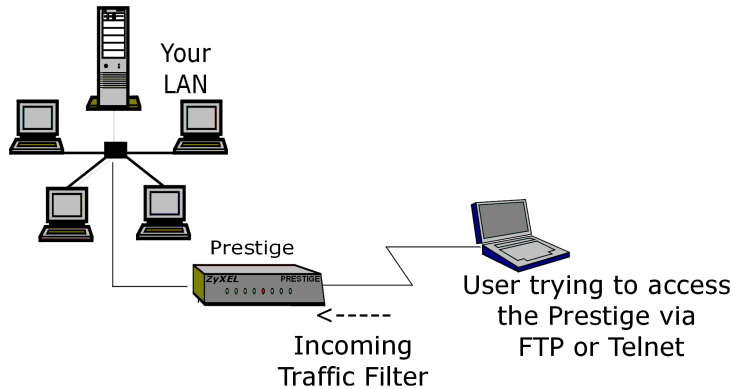 Your
LAN
Prestige
ZyXEL PRESTIGE
User trying to access
the Prestige via
FTP or Telnet
Incoming
Traffic Filter